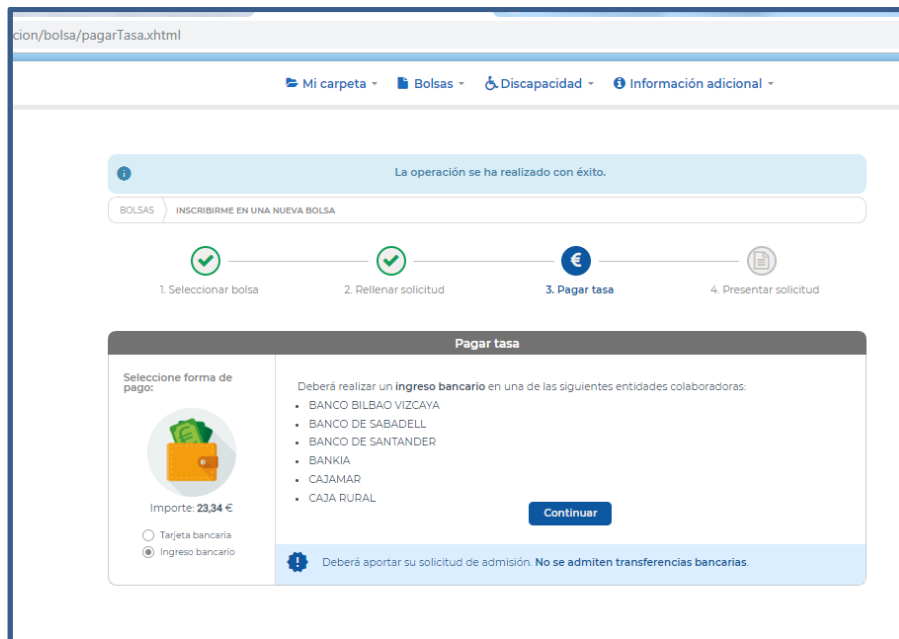 cion/bolsa/pagarTasa.xhtml
Mi carpeta Bolsas Discapacidad Información adicional
La operación se ha realizado con éxito.
BOLSAS INSCRIBIRME EN UNA NUEVA BOLSA
€
1. Seleccionar bolsa 2. Rellenar solicitud 3. Pagar tasa 4. Presentar solicitud
Pagar tasa
Seleccione forma de
pago:
€
Importe: 23,34 €
Tarjeta bancaria
Ingreso bancario
Deberá realizar un ingreso bancario en una de las siguientes entidades colaboradoras:
• BANCO BILBAO VIZCAYA
• BANCO DE SABADELL
• BANCO DE SANTANDER
• BANKIA
• CAJAMAR
• CAJA RURAL
Continuar
Deberá aportar su solicitud de admisión. No se admiten transferencias bancarias.